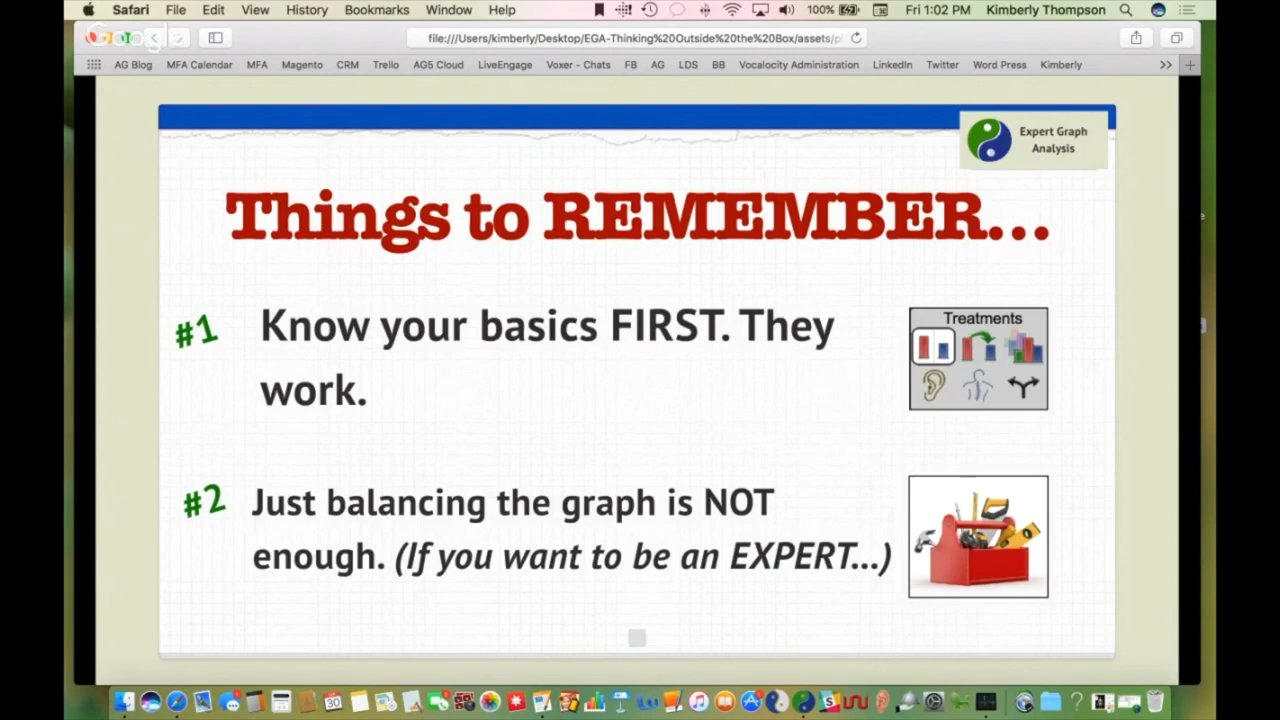 Safari File Edit View History Bookmarks Window Help 100% Fri 1:02 PM Kimberly Thompson
file:///Users/kimberly/Desktop/EGA-Thinking%20Outside%20the%20Box/assets/p
AG Blog MFA Calendar MFA Magento CRM Trello AG5 Cloud LiveEngage Voxer - Chats FB AG LDS BB Vocalocity Administration LinkedIn Twitter Word Press Kimberly >> +
Expert Graph
Analysis
Things to REMEMBER...
#1 Know your basics FIRST. They
work.
Treatments
#2 Just balancing the graph is NOT
enough. (If you want to be an EXPERT...)
30